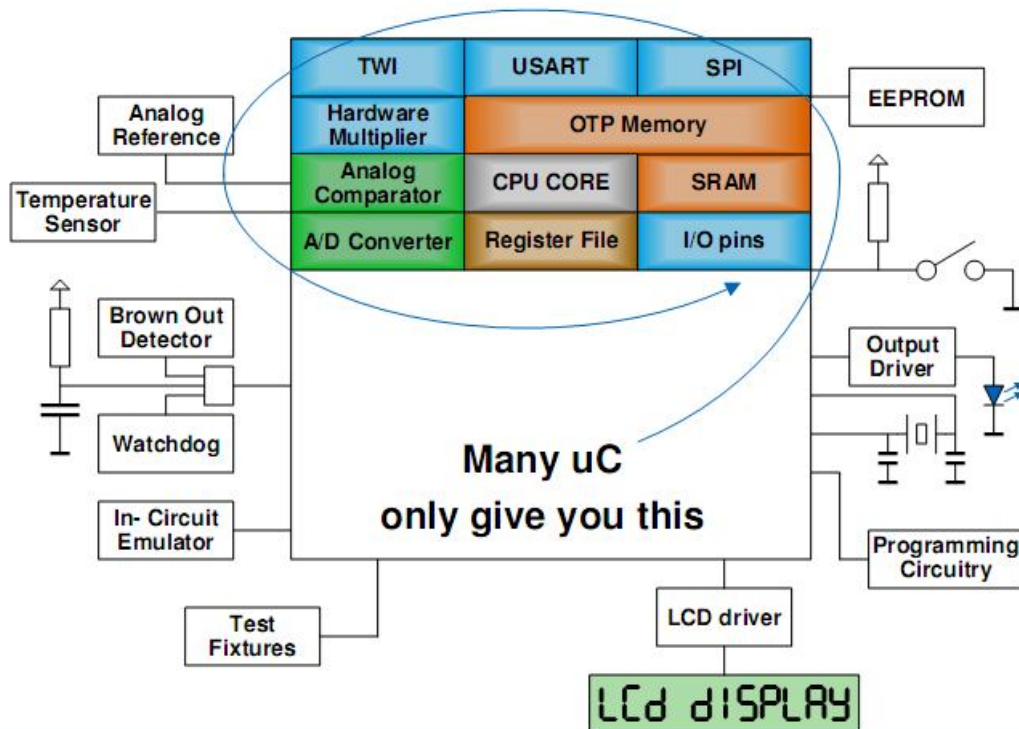 TWI
USART
SPI
EEPROM
Analog
Reference
Hardware
Multiplier
OTP Memory
Analog
Comparator
CPU CORE
SRAM
Temperature
Sensor
A/D Converter
Register File
I/O pins
Brown Out
Detector
Output
Driver
Watchdog
Many uC
only give you this
In- Circuit
Emulator
Programming
Circuitry
Test
Fixtures
LCD driver
LCd dISPLAY